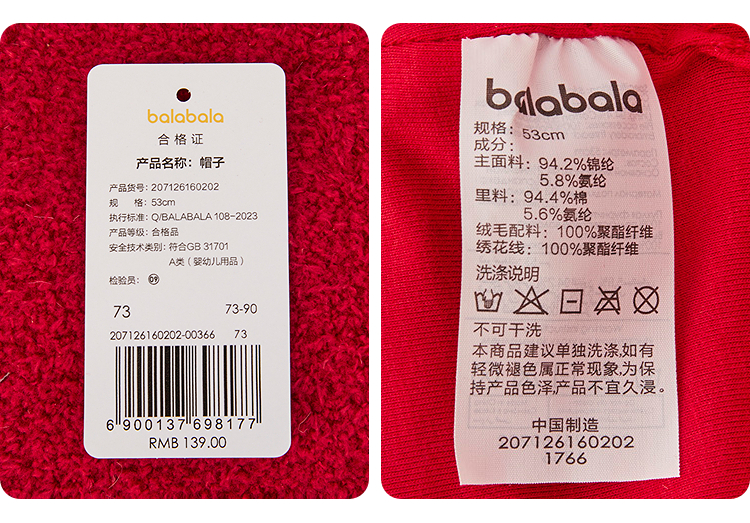 balabala
合格证
产品名称：帽子
产品货号：207126160202
规　格：53cm
执行标准：Q/BALABALA 108-2023
产品等级：合格品
安全技术类别：符合GB 31701
A类（婴幼儿用品）
检验员：09
73 73-90
207126160202-00366 73
6 900137 698177
RMB 139.00
balabala
规格：53cm
成分：
主面料：94.2%锦纶
5.8%氨纶
里料：94.4%棉
5.6%氨纶
绒毛配料：100%聚酯纤维
绣花线：100%聚酯纤维
洗涤说明
不可干洗
本商品建议单独洗涤,如有
轻微褪色属正常现象,为保
持产品色泽,产品不宜久浸。
中国制造
207126160202
1766